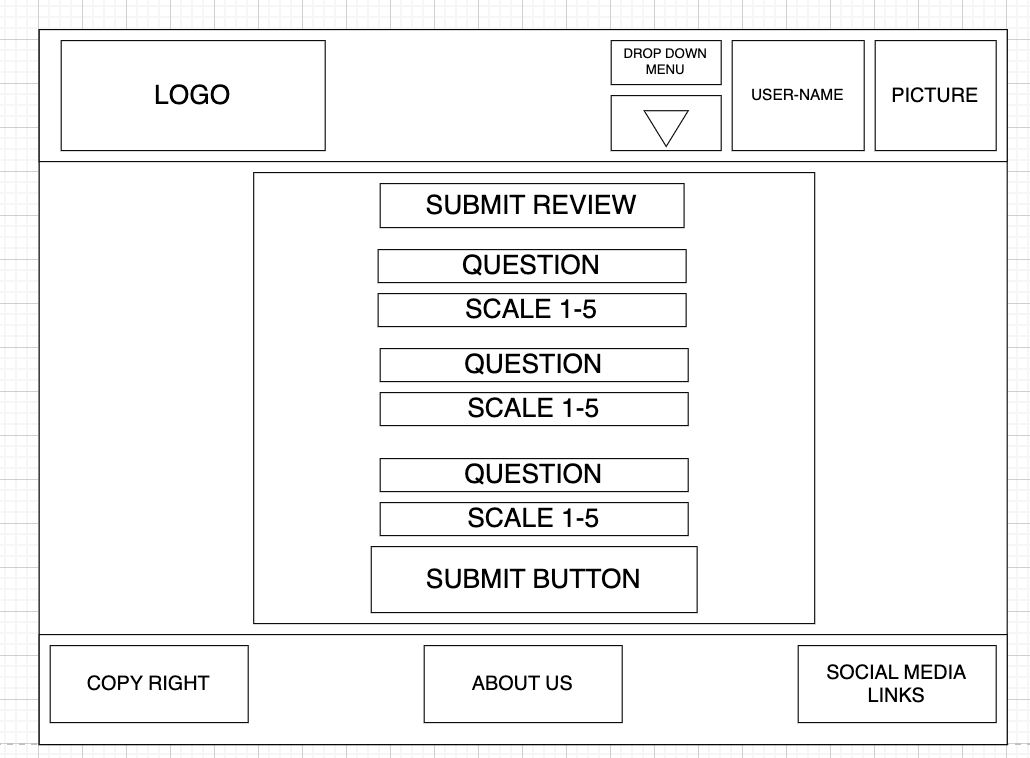 LOGO
DROP DOWN
MENU
USER-NAME
PICTURE
SUBMIT REVIEW
QUESTION
SCALE 1-5
QUESTION
SCALE 1-5
QUESTION
SCALE 1-5
SUBMIT BUTTON
COPY RIGHT
ABOUT US
SOCIAL MEDIA
LINKS